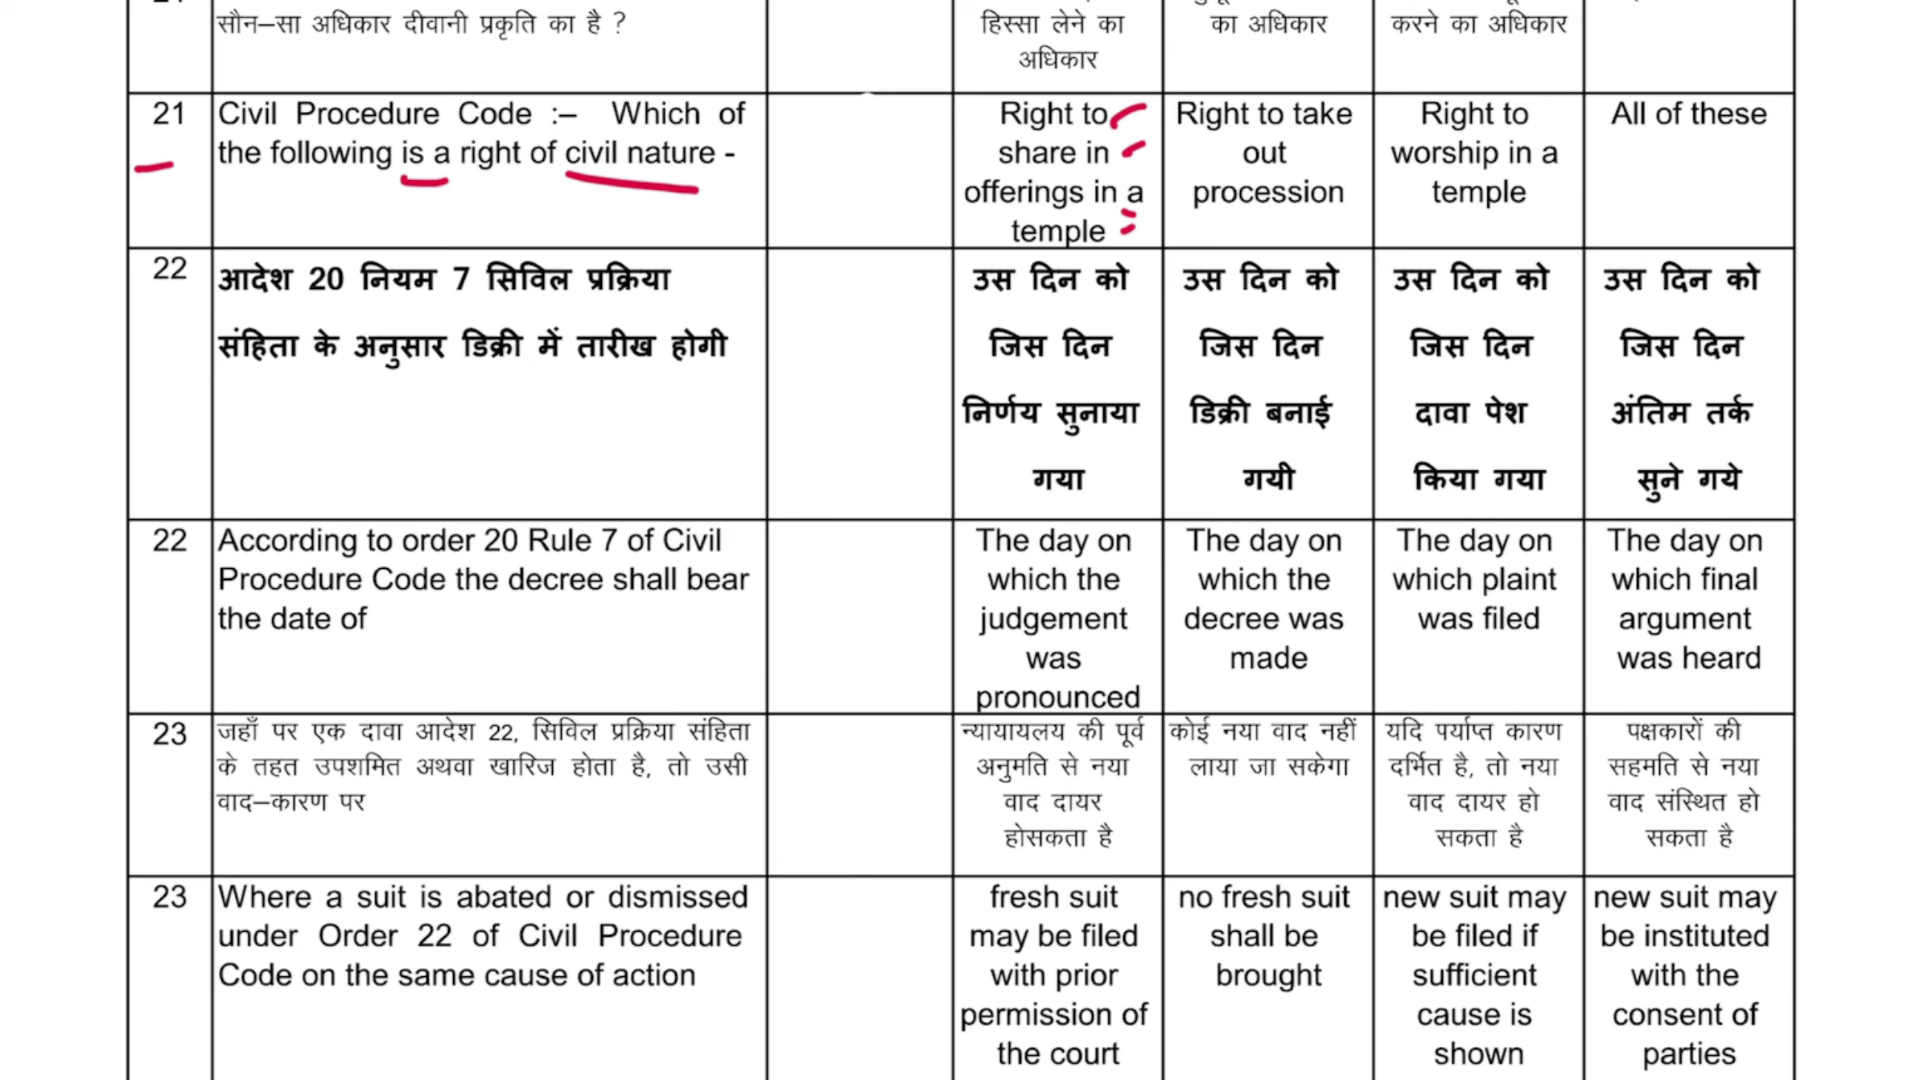 सौन–सा अधिकार दीवानी प्रकृति का है ?
हिस्सा लेने का
अधिकार
का अधिकार
करने का अधिकार
21
Civil Procedure Code :– Which of
the following is a right of civil nature -
Right to
share in
offerings in a
temple
Right to take
out
procession
Right to
worship in a
temple
All of these
22
आदेश 20 नियम 7 सिविल प्रक्रिया
संहिता के अनुसार डिक्री में तारीख होगी
उस दिन को
जिस दिन
निर्णय सुनाया
गया
उस दिन को
जिस दिन
डिक्री बनाई
गयी
उस दिन को
जिस दिन
दावा पेश
किया गया
उस दिन को
जिस दिन
अंतिम तर्क
सुने गये
22
According to order 20 Rule 7 of Civil
Procedure Code the decree shall bear
the date of
The day on
which the
judgement
was
pronounced
The day on
which the
decree was
made
The day on
which plaint
was filed
The day on
which final
argument
was heard
23
जहाँ पर एक दावा आदेश 22, सिविल प्रक्रिया संहिता
के तहत उपशमित अथवा खारिज होता है, तो उसी
वाद–कारण पर
न्यायायलय की पूर्व
अनुमति से नया
वाद दायर
होसकता है
कोई नया वाद नहीं
लाया जा सकेगा
यदि पर्याप्त कारण
दर्भित है, तो नया
वाद दायर हो
सकता है
पक्षकारों की
सहमति से नया
वाद संस्थित हो
सकता है
23
Where a suit is abated or dismissed
under Order 22 of Civil Procedure
Code on the same cause of action
fresh suit
may be filed
with prior
permission of
the court
no fresh suit
shall be
brought
new suit may
be filed if
sufficient
cause is
shown
new suit may
be instituted
with the
consent of
parties